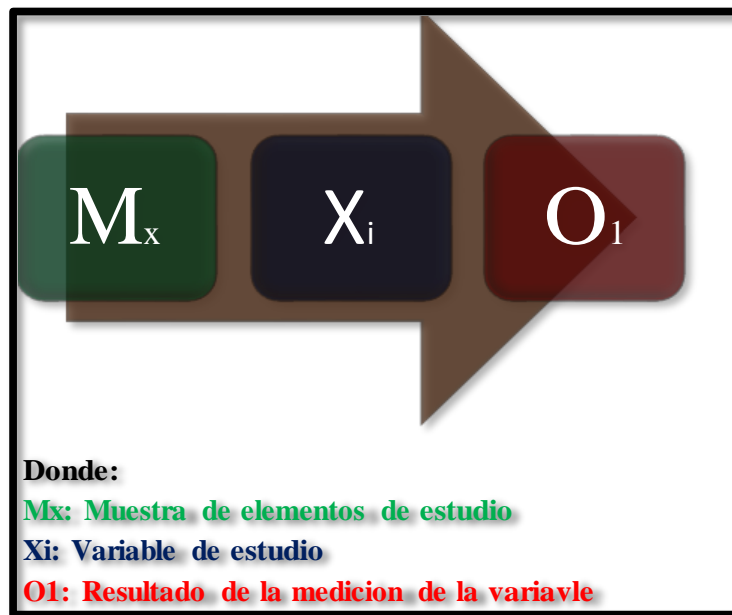 Mx Xi O1
Donde:
Mx: Muestra de elementos de estudio
Xi: Variable de estudio
O1: Resultado de la medicion de la variavle